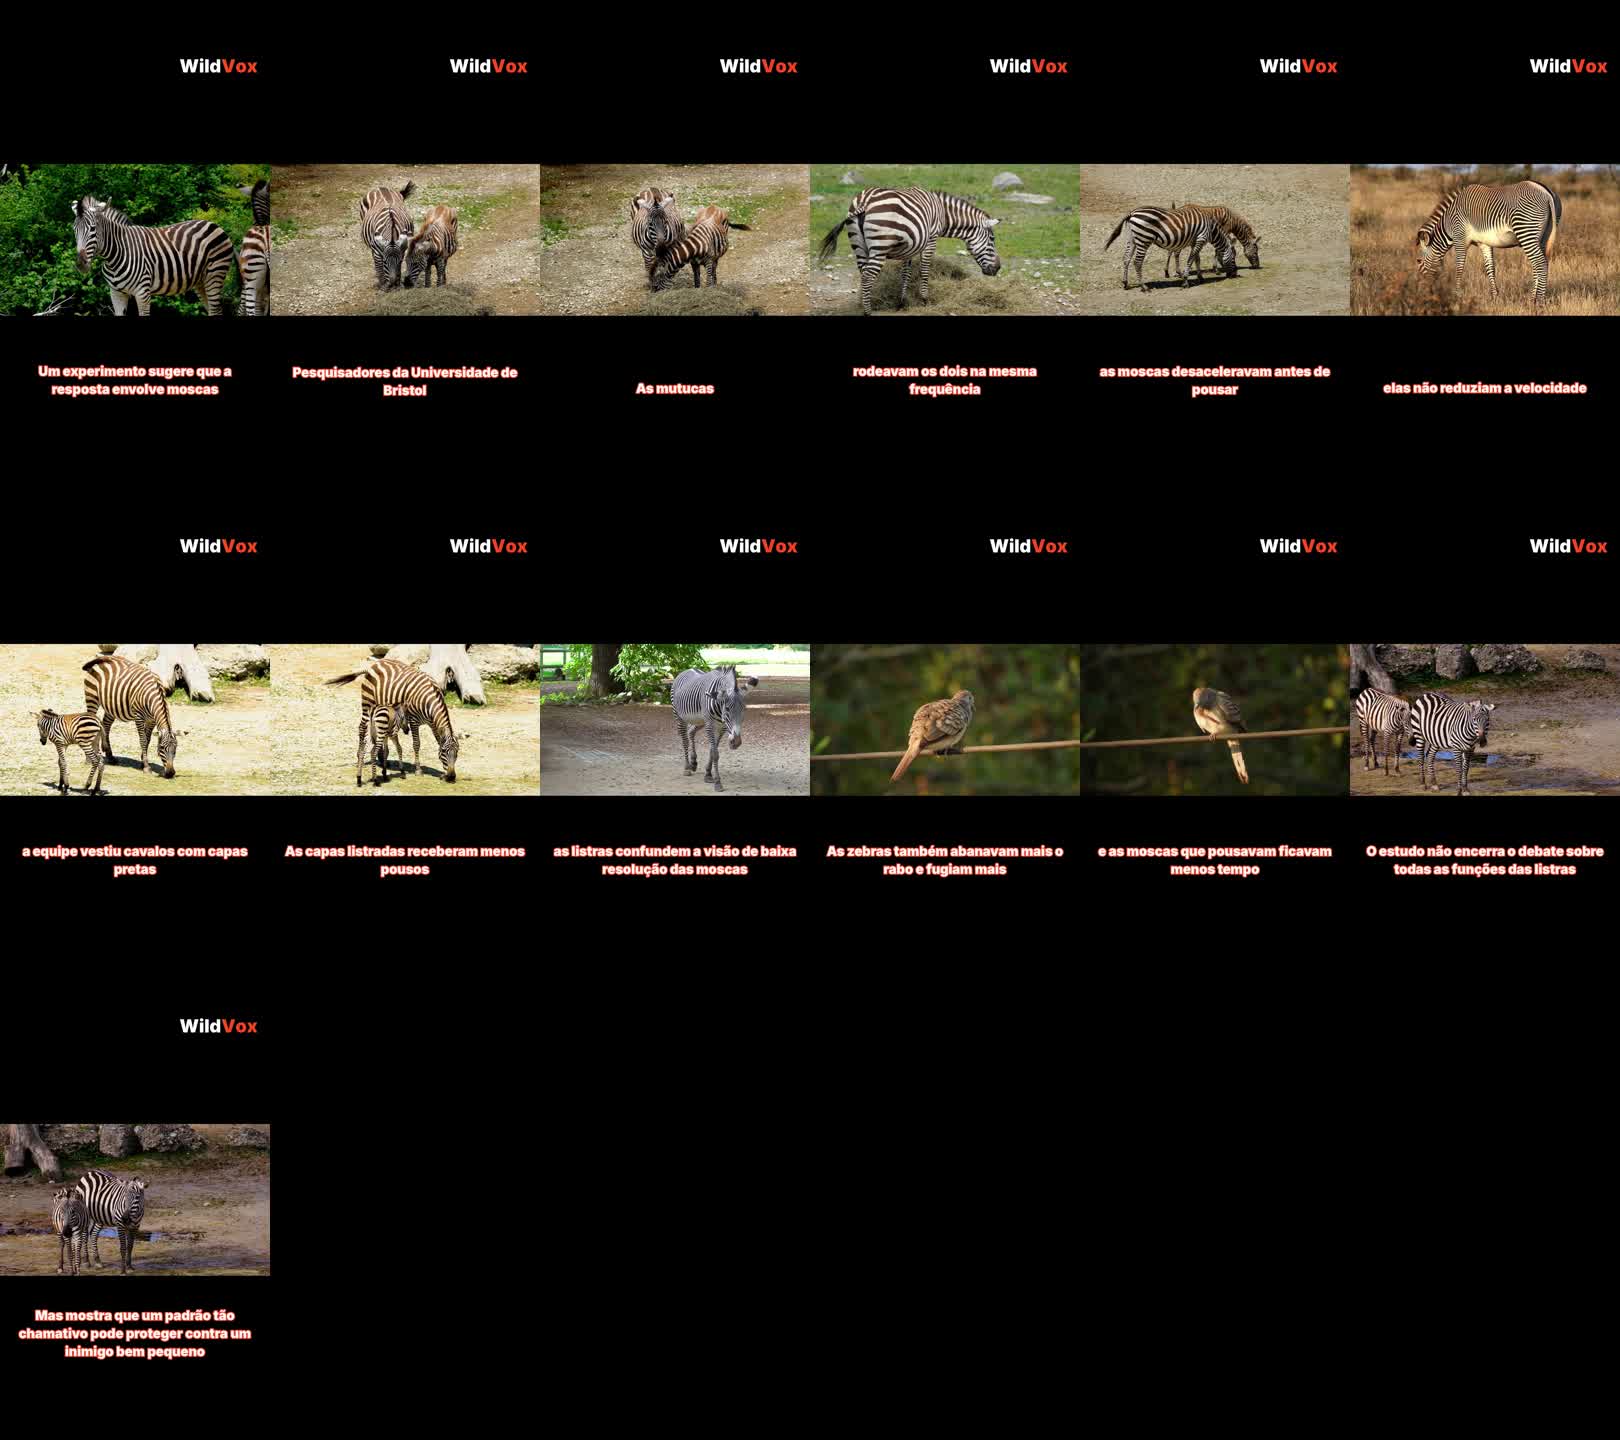 WildVox WildVox WildVox WildVox WildVox WildVox
Um experimento sugere que a
resposta envolve moscas
Pesquisadores da Universidade de
Bristol
As mutucas
rodeavam os dois na mesma
frequência
as moscas desaceleravam antes de
pousar
elas não reduziam a velocidade
WildVox WildVox WildVox WildVox WildVox WildVox
a equipe vestiu cavalos com capas
pretas
As capas listradas receberam menos
pousos
as listras confundem a visão de baixa
resolução das moscas
As zebras também abanavam mais o
rabo e fugiam mais
e as moscas que pousavam ficavam
menos tempo
O estudo não encerra o debate sobre
todas as funções das listras
WildVox
Mas mostra que um padrão tão
chamativo pode proteger contra um
inimigo bem pequeno